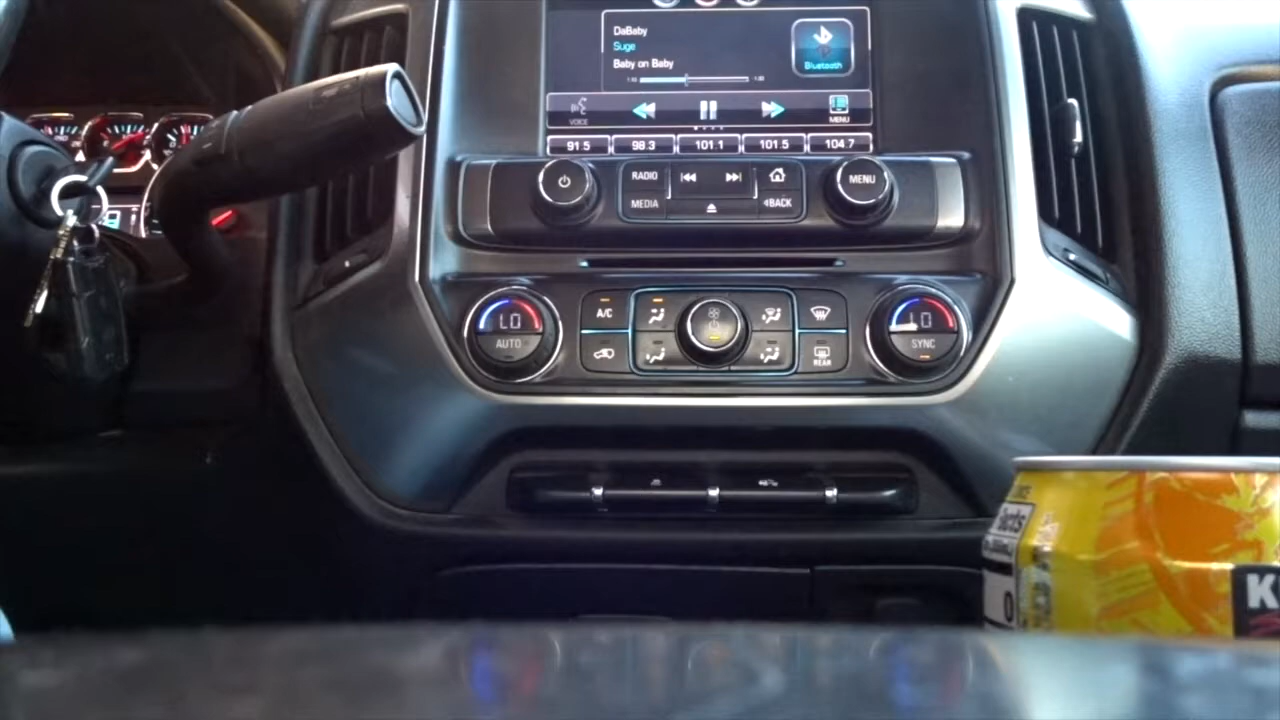 DaBaby
Suge
Baby on Baby
Bluetooth
VOICE
MENU
91.5 98.3 101.1 101.5 104.7
RADIO
MEDIA
BACK
MENU
LO
AUTO
A/C
REAR
LO
SYNC
0
K